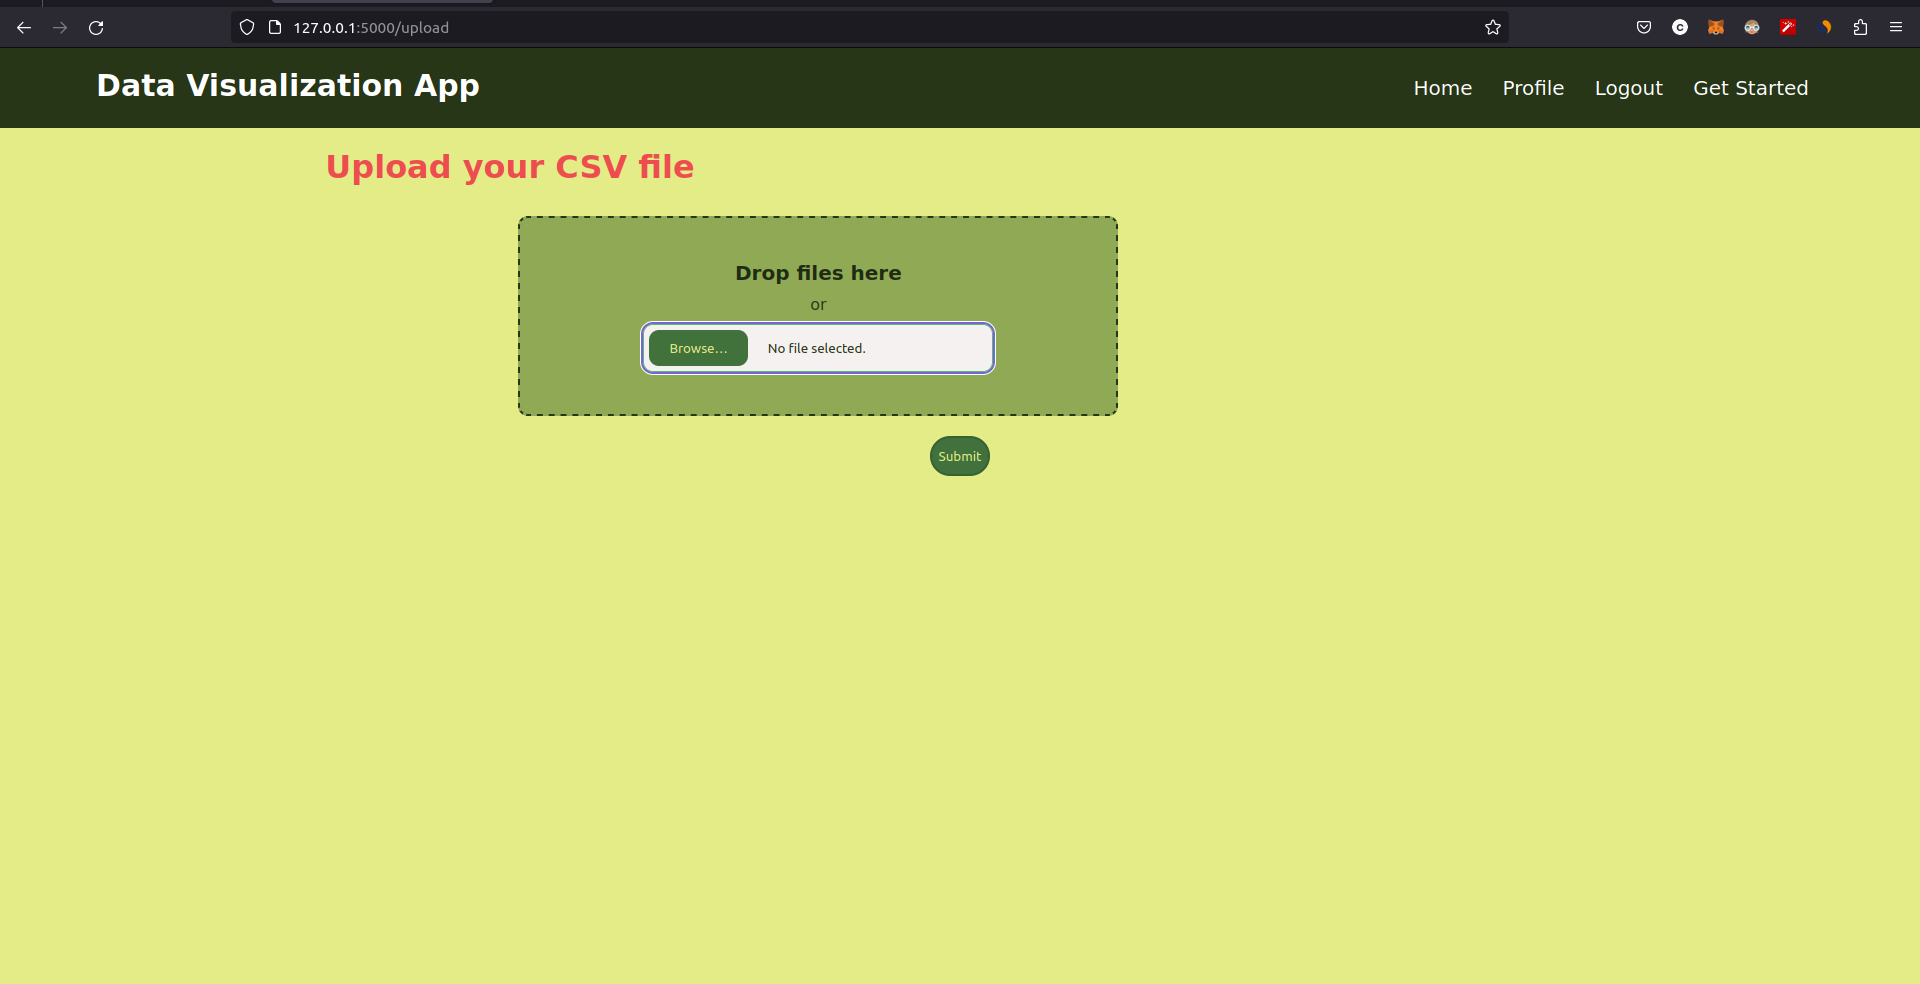 127.0.0.1:5000/upload
Data Visualization App
Home Profile Logout Get Started
Upload your CSV file
Drop files here
or
Browse... No file selected.
Submit